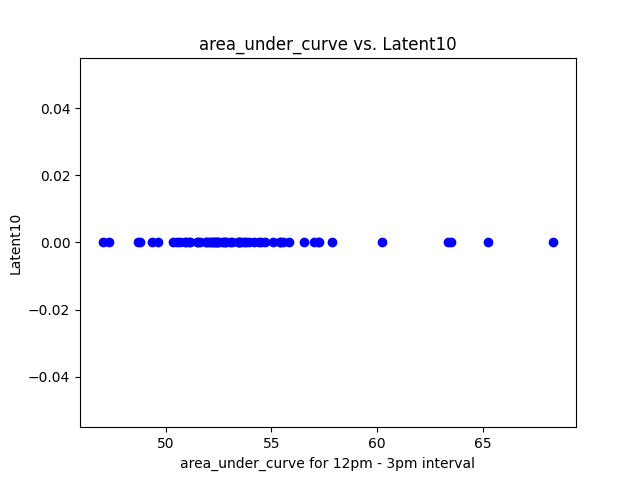 area_under_curve vs. Latent10
0.04
0.02
0.00
−0.02
−0.04
Latent10
50 55 60 65
area_under_curve for 12pm - 3pm interval